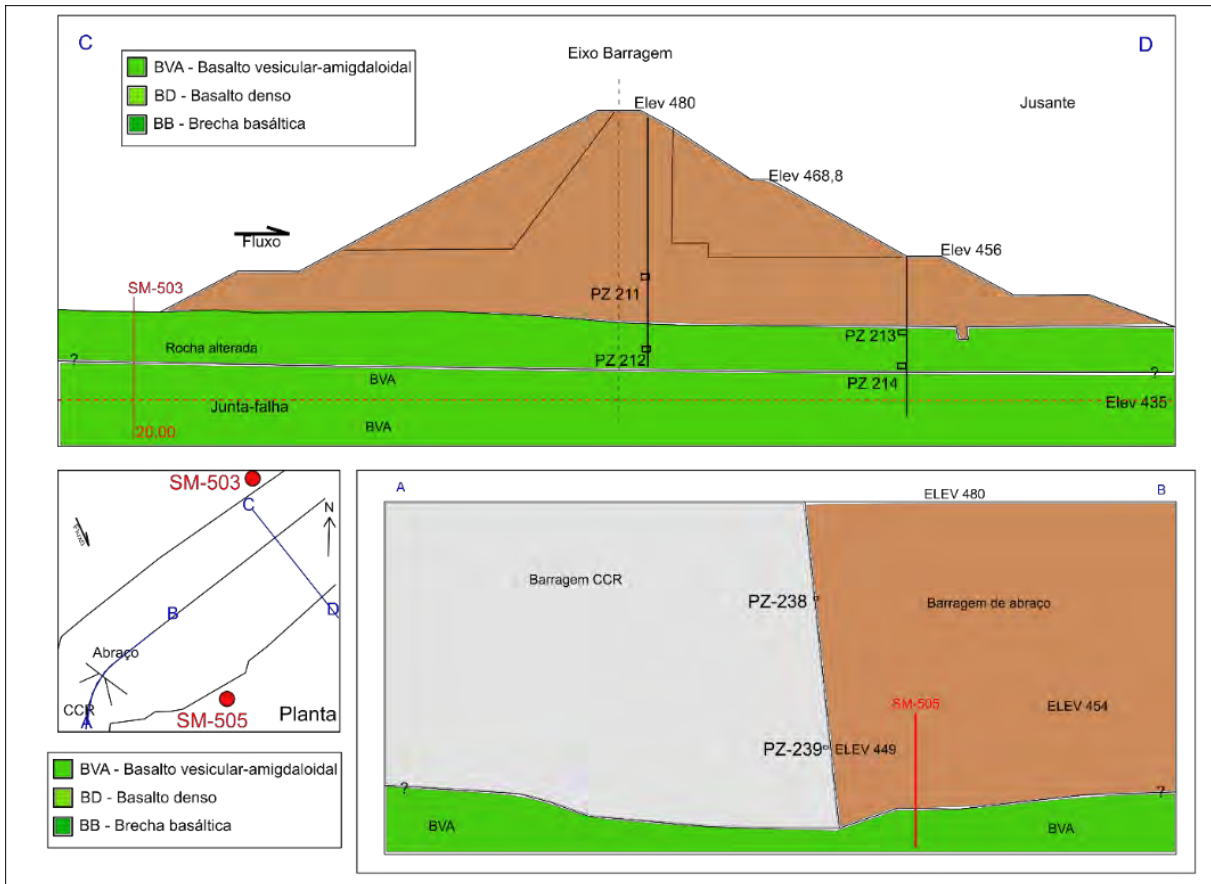 C
D
BVA - Basalto vesicular-amigdaloidal
BD - Basalto denso
BB - Brecha basáltica
Eixo Barragem
Elev 480
Jusante
Elev 468,8
Fluxo
Elev 456
SM-503
PZ 211
PZ 213
Rocha alterada
PZ 212
?
?
BVA
PZ 214
Junta-falha
Elev 435
BVA
20,00
SM-503
C
N
Fluxo
B
D
Abraço
CCR
A
SM-505
Planta
BVA - Basalto vesicular-amigdaloidal
BD - Basalto denso
BB - Brecha basáltica
A
B
ELEV 480
Barragem CCR
PZ-238
Barragem de abraço
SM-505
ELEV 454
PZ-239
ELEV 449
?
?
BVA
BVA